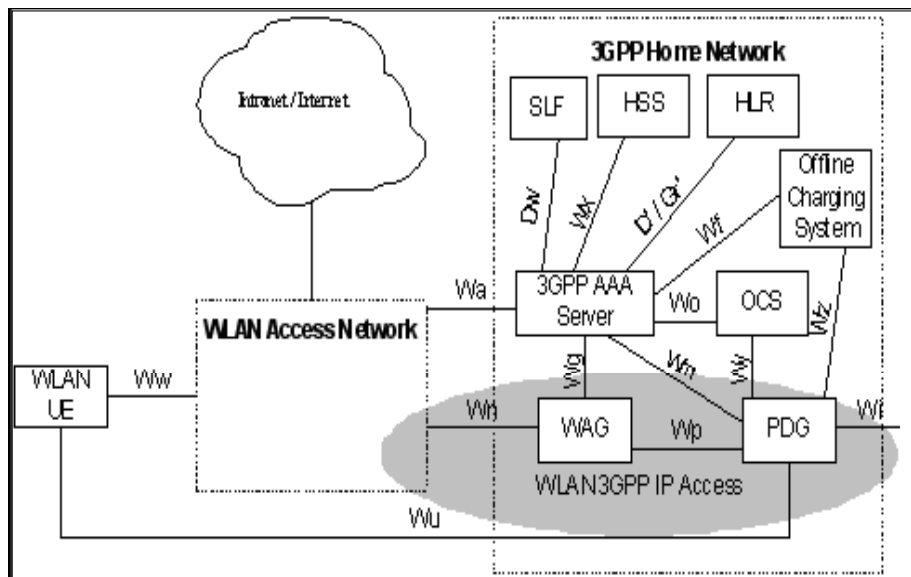 3GPP Home Network
Intranet / Internet
SLF
HSS
HLR
Offline
Charging
System
Dw
Wx
D' / Gr'
Wf
Wa
3GPP AAA
Server
Wo
OCS
Wz
WLAN Access Network
Wg
Wm
Wy
WLAN
UE
Ww
Wn
WAG
Wp
PDG
Wi
WLAN 3GPP IP Access
Wu